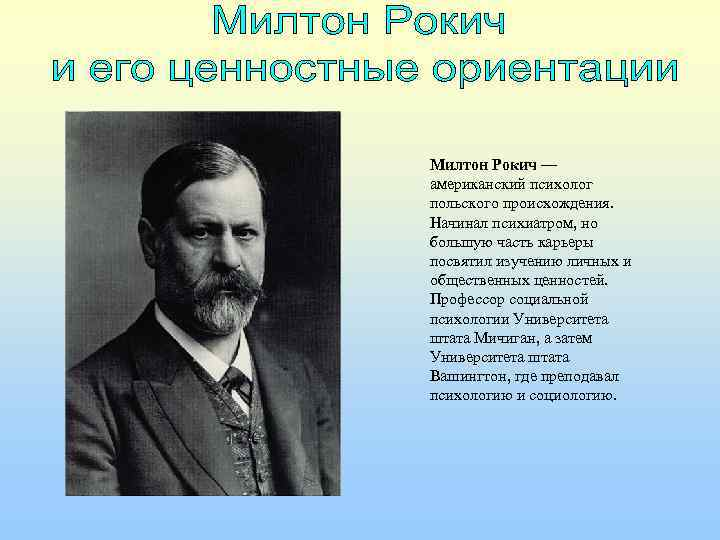 Милтон Рокич
и его ценностные ориентации
Милтон Рокич —
американский психолог
польского происхождения.
Начинал психиатром, но
большую часть карьеры
посвятил изучению личных и
общественных ценностей.
Профессор социальной
психологии Университета
штата Мичиган, а затем
Университета штата
Вашингтон, где преподавал
психологию и социологию.